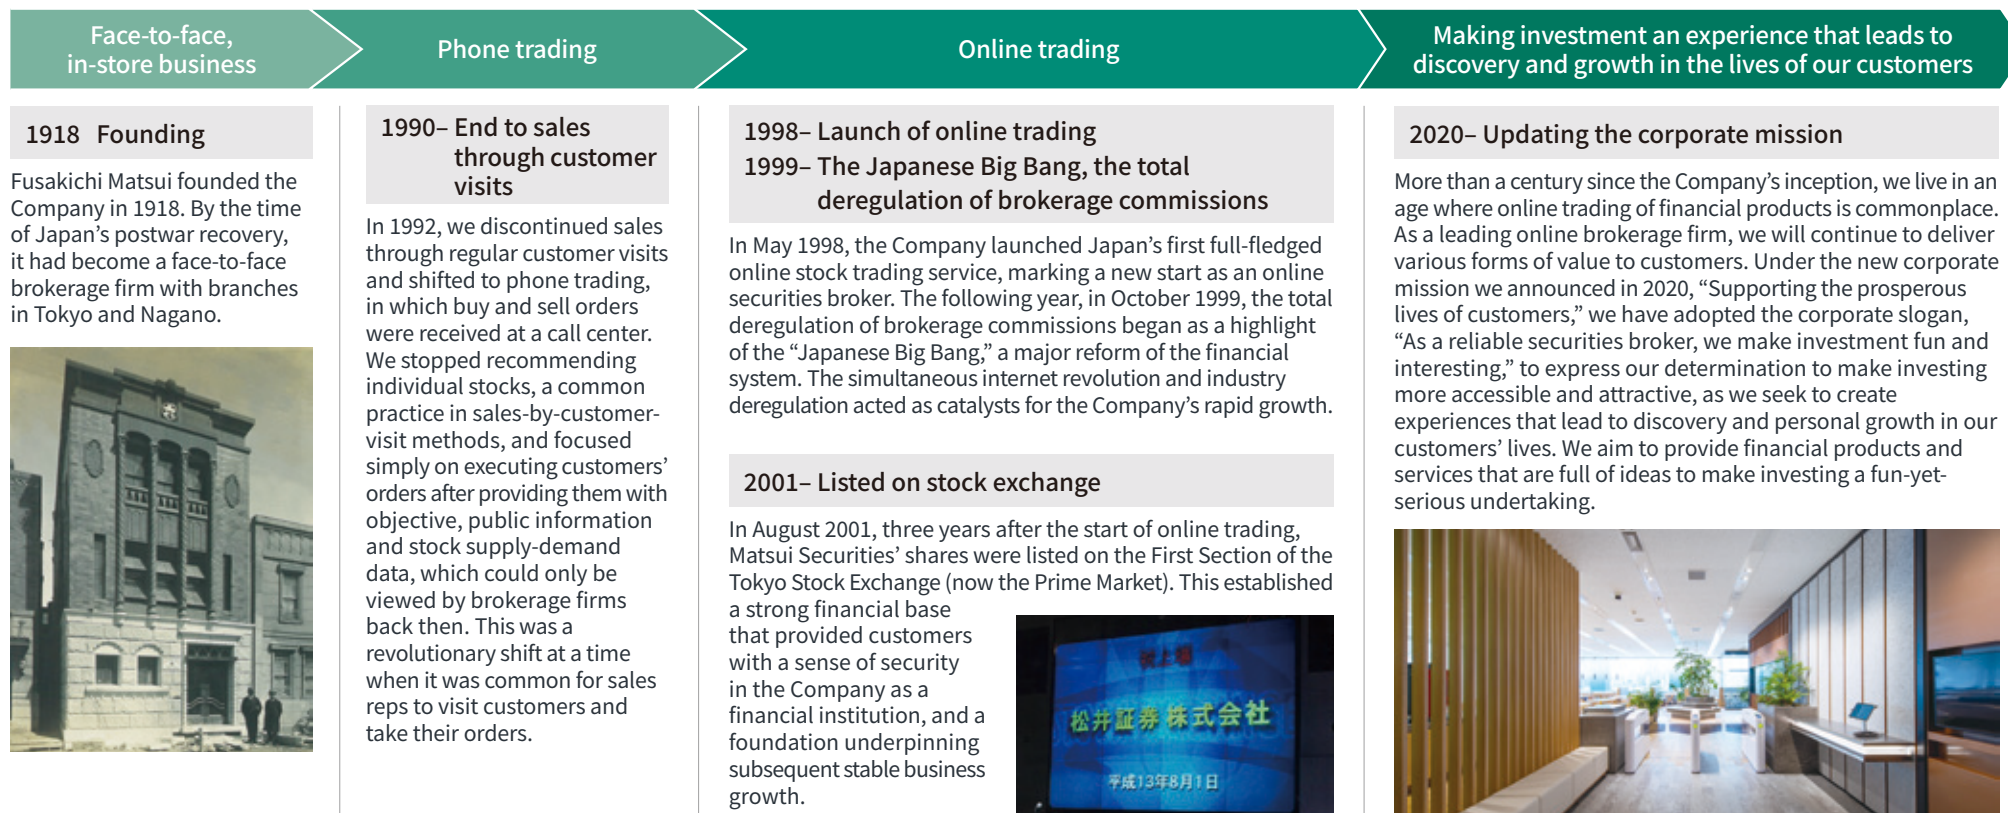 Face-to-face,
in-store business
Phone trading
Online trading
Making investment an experience that leads to
discovery and growth in the lives of our customers
1918 Founding
Fusakichi Matsui founded the
Company in 1918. By the time
of Japan's postwar recovery,
it had become a face-to-face
brokerage firm with branches
in Tokyo and Nagano.
1990– End to sales
through customer
visits
In 1992, we discontinued sales
through regular customer visits
and shifted to phone trading,
in which buy and sell orders
were received at a call center.
We stopped recommending
individual stocks, a common
practice in sales-by-customer-
visit methods, and focused
simply on executing customers'
orders after providing them with
objective, public information
and stock supply-demand
data, which could only be
viewed by brokerage firms
back then. This was a
revolutionary shift at a time
when it was common for sales
reps to visit customers and
take their orders.
1998– Launch of online trading
1999– The Japanese Big Bang, the total
deregulation of brokerage commissions
In May 1998, the Company launched Japan's first full-fledged
online stock trading service, marking a new start as an online
securities broker. The following year, in October 1999, the total
deregulation of brokerage commissions began as a highlight
of the “Japanese Big Bang,” a major reform of the financial
system. The simultaneous internet revolution and industry
deregulation acted as catalysts for the Company's rapid growth.
2001– Listed on stock exchange
In August 2001, three years after the start of online trading,
Matsui Securities' shares were listed on the First Section of the
Tokyo Stock Exchange (now the Prime Market). This established
a strong financial base
that provided customers
with a sense of security
in the Company as a
financial institution, and a
foundation underpinning
subsequent stable business
growth.
祝上場
松井証券株式会社
平成13年8月1日
2020– Updating the corporate mission
More than a century since the Company's inception, we live in an
age where online trading of financial products is commonplace.
As a leading online brokerage firm, we will continue to deliver
various forms of value to customers. Under the new corporate
mission we announced in 2020, “Supporting the prosperous
lives of customers,” we have adopted the corporate slogan,
“As a reliable securities broker, we make investment fun and
interesting,” to express our determination to make investing
more accessible and attractive, as we seek to create
experiences that lead to discovery and personal growth in our
customers' lives. We aim to provide financial products and
services that are full of ideas to make investing a fun-yet-
serious undertaking.